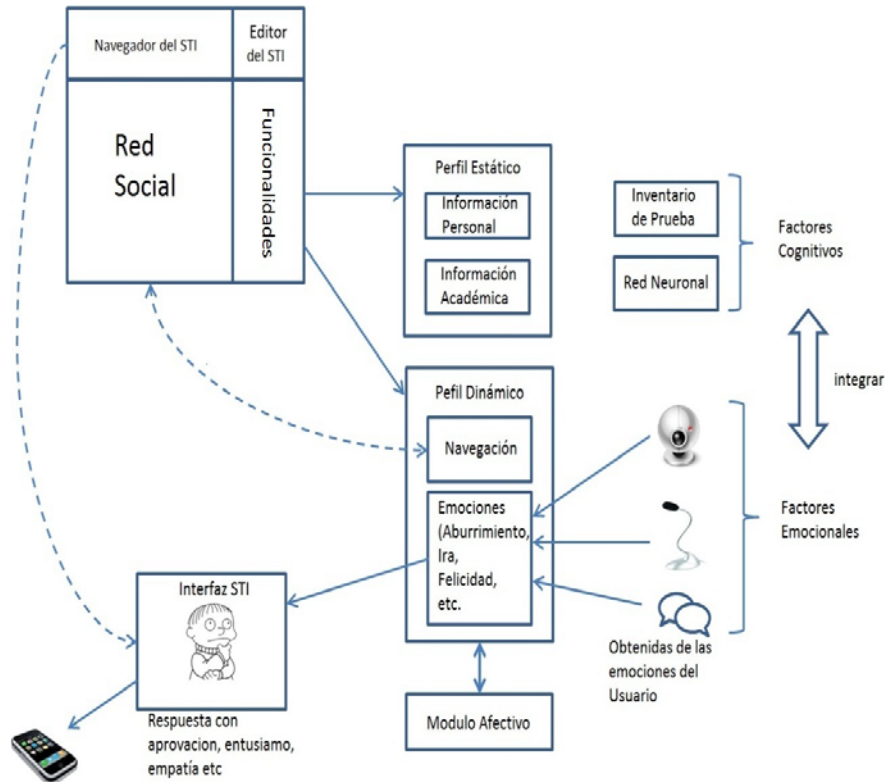 Navegador del STI
Editor
del STI
Red
Social
Funcionalidades
Perfil Estático
Información
Personal
Información
Académica
Inventario
de Prueba
Red Neuronal
Factores
Cognitivos
integrar
Pefil Dinámico
Navegación
Emociones
(Aburrimiento,
Ira,
Felicidad,
etc.
Factores
Emocionales
Obtenidas de las
emociones del
Usuario
Interfaz STI
Respuesta con
aprovacion, entusiamo,
empatía etc
Modulo Afectivo